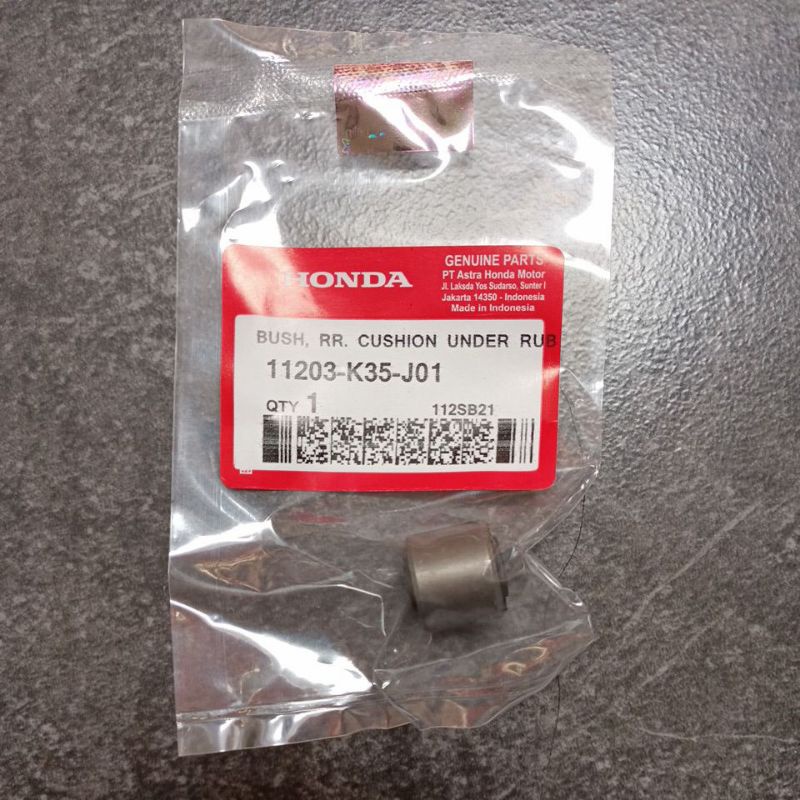 HONDA
GENUINE PARTS
PT Astra Honda Motor
Jl. Laksda Yos Sudarso, Sunter I
Jakarta 14350 - Indonesia
Made in Indonesia
BUSH, RR. CUSHION UNDER RUB
11203-K35-J01
QTY 1
112SB21